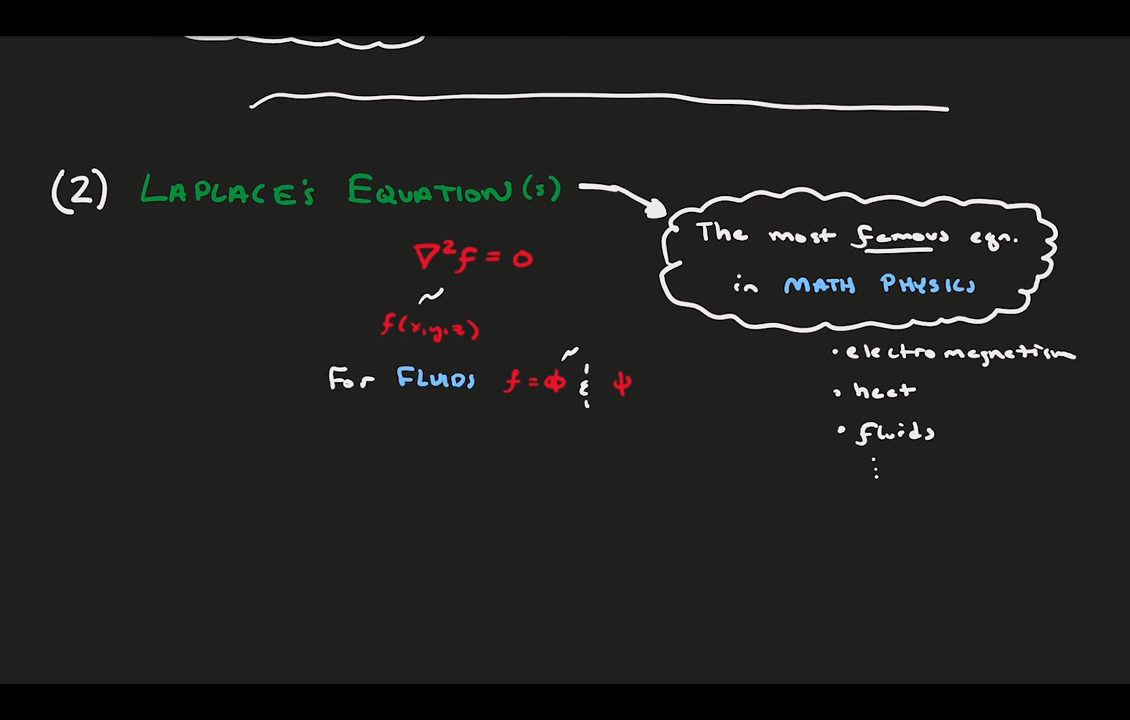 (2) LAPLACE'S EQUATION(S)
∇²f = 0
f(x,y,z)
For FLUIDS f = ϕ & ψ
The most famous eqn.
in MATH PHYSICS
• electromagnetism
• heat
• fluids
⋮